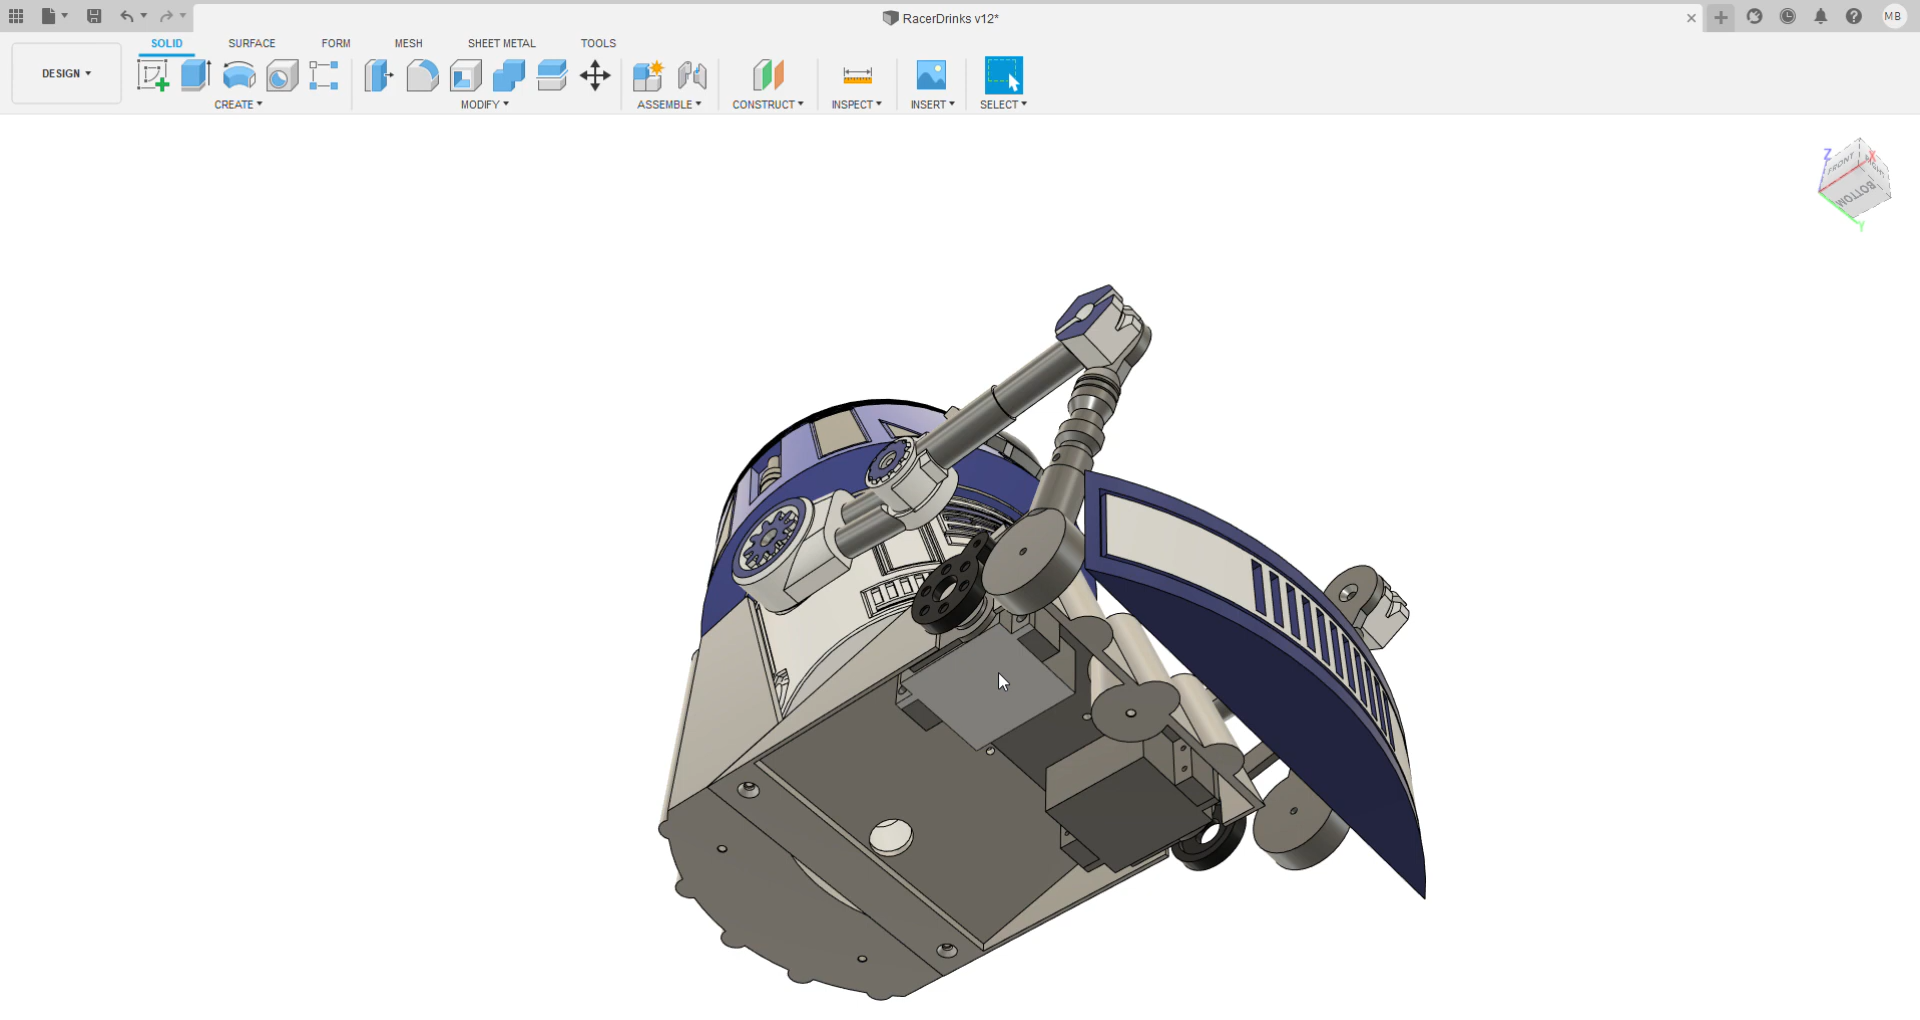 RacerDrinks v12*
MB
SOLID
SURFACE
FORM
MESH
SHEET METAL
TOOLS
DESIGN
CREATE
MODIFY
ASSEMBLE
CONSTRUCT
INSPECT
INSERT
SELECT
Z
X
FRONT
BOTTOM
Y